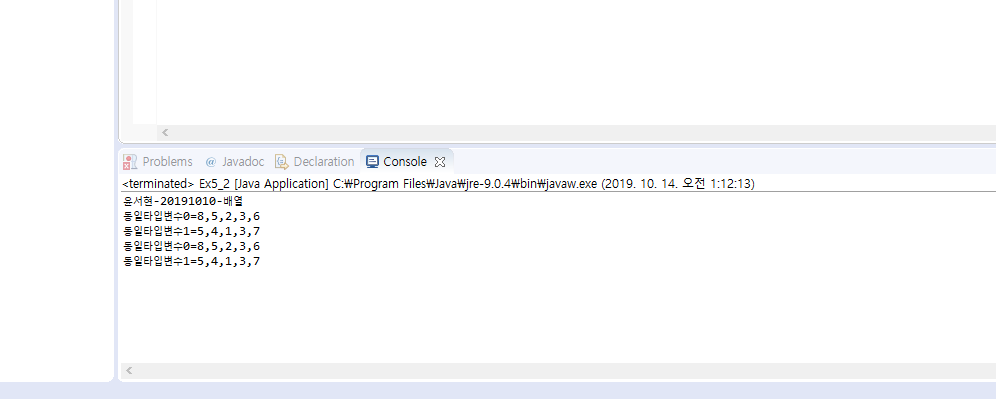 Problems @ Javadoc Declaration Console
<terminated> Ex5_2 [Java Application] C:₩Program Files₩Java₩jre-9.0.4₩bin₩javaw.exe (2019. 10. 14. 오전 1:12:13)
윤서현-20191010-배열
동일타입변수0=8,5,2,3,6
동일타입변수1=5,4,1,3,7
동일타입변수0=8,5,2,3,6
동일타입변수1=5,4,1,3,7